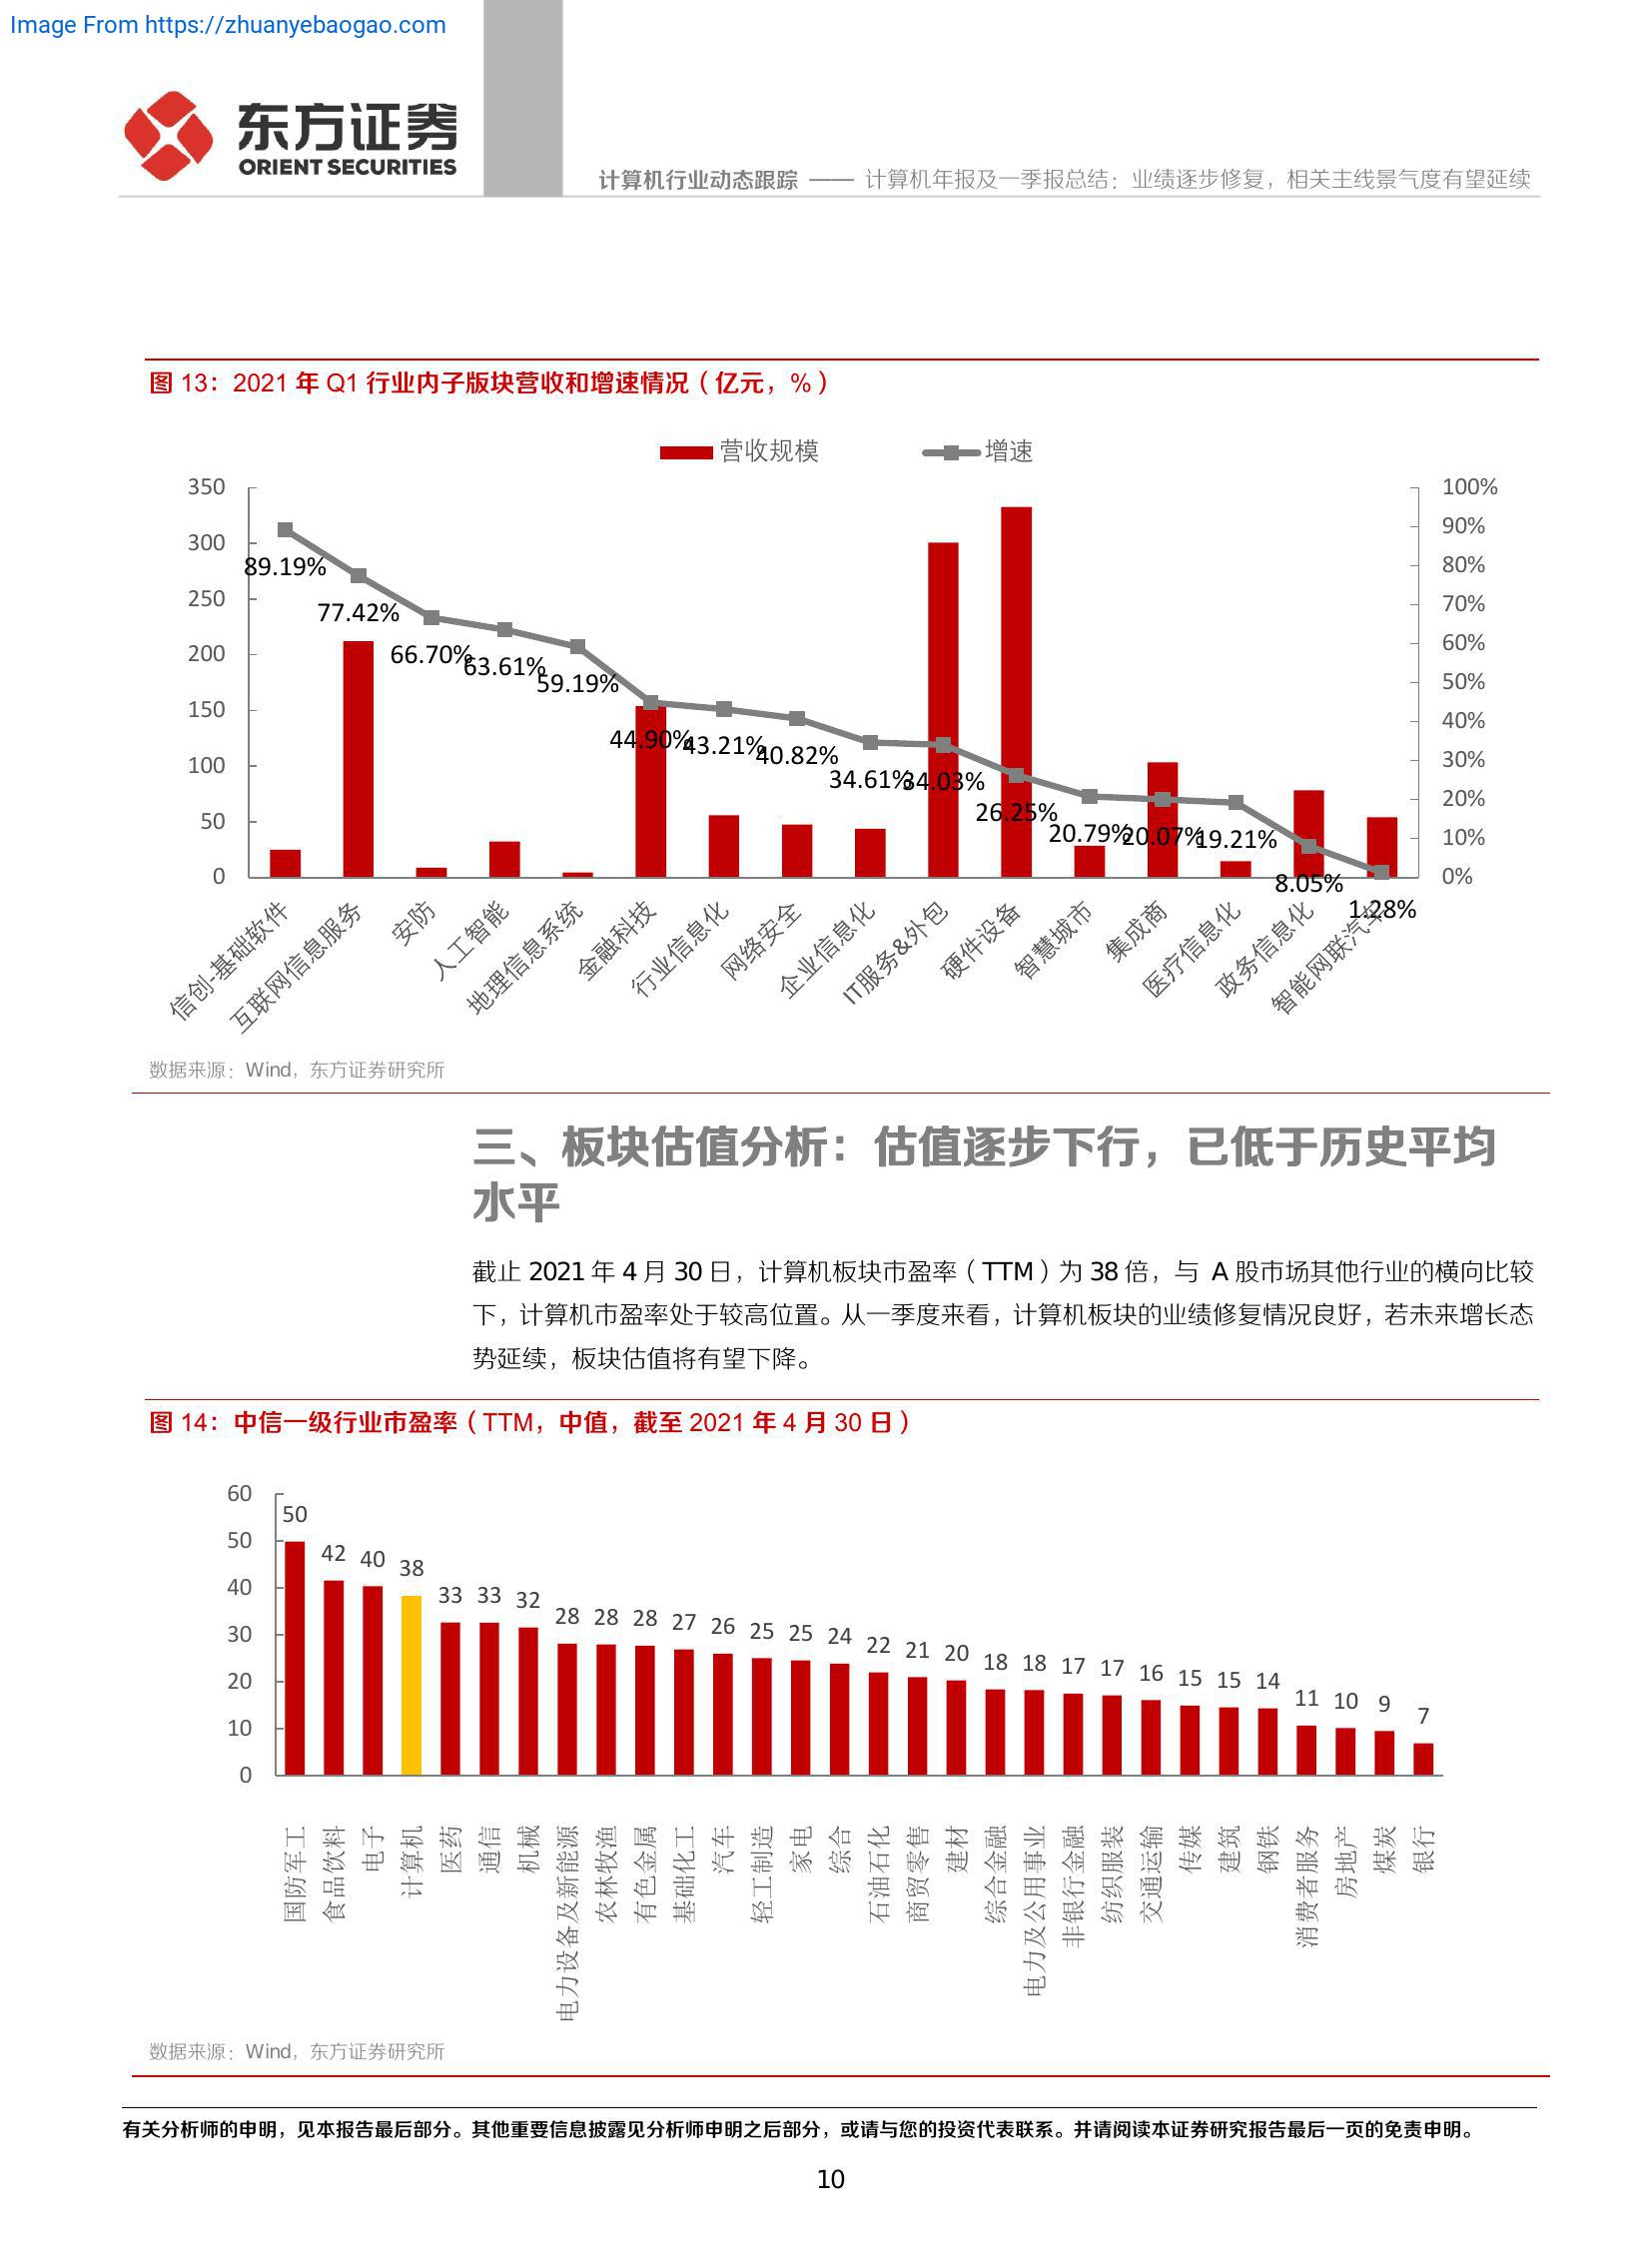 Image From https://zhuanyebaogao.com
东方证券
ORIENT SECURITIES
计算机行业动态跟踪 —— 计算机年报及一季报总结：业绩逐步修复，相关主线景气度有望延续
图 13：2021 年 Q1 行业内子版块营收和增速情况（亿元，%）
营收规模 增速
350 100%
90%
300
80%
250
70%
200 60%
50%
150
40%
100 30%
20%
50
10%
0 0%
89.19%
77.42%
66.70%
63.61%
59.19%
44.90%
43.21%
40.82%
34.61%
34.03%
26.25%
20.79%
20.07%
19.21%
8.05%
1.28%
信创-基础软件
互联网信息服务
安防
人工智能
地理信息系统
金融科技
行业信息化
网络安全
企业信息化
IT服务&外包
硬件设备
智慧城市
集成商
医疗信息化
政务信息化
智能网联汽车
数据来源：Wind，东方证券研究所
三、板块估值分析：估值逐步下行，已低于历史平均
水平
截止 2021 年 4 月 30 日，计算机板块市盈率（TTM）为 38 倍，与 A 股市场其他行业的横向比较
下，计算机市盈率处于较高位置。从一季度来看，计算机板块的业绩修复情况良好，若未来增长态
势延续，板块估值将有望下降。
图 14：中信一级行业市盈率（TTM，中值，截至 2021 年 4 月 30 日）
60
50
40
30
20
10
0
50 42 40 38 33 33 32 28 28 28 27 26 25 25 24 22 21 20 18 18 17 17 16 15 15 14 11 10 9 7
国防军工
食品饮料
电子
计算机
医药
通信
机械
电力设备及新能源
农林牧渔
有色金属
基础化工
汽车
轻工制造
家电
综合
石油石化
商贸零售
建材
综合金融
电力及公用事业
非银行金融
纺织服装
交通运输
传媒
建筑
钢铁
消费者服务
房地产
煤炭
银行
数据来源：Wind，东方证券研究所
有关分析师的申明，见本报告最后部分。其他重要信息披露见分析师申明之后部分，或请与您的投资代表联系。并请阅读本证券研究报告最后一页的免责申明。
10